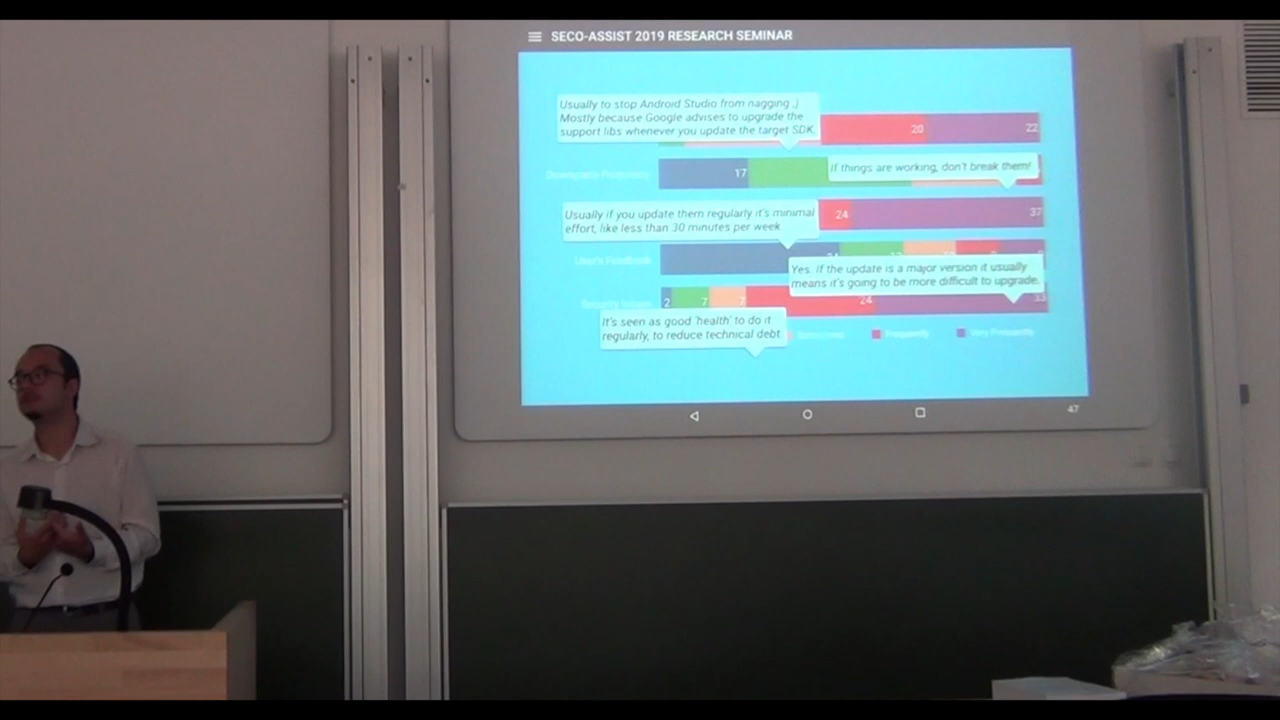 SECO-ASSIST 2019 RESEARCH SEMINAR
Usually to stop Android Studio from nagging ;)
Mostly because Google advises to upgrade the
support libs whenever you update the target SDK.
20
22
17
If things are working, don't break them!
Usually if you update them regularly it's minimal
effort, like less than 30 minutes per week
24
37
User's Feedback
Yes. If the update is a major version it usually
means it's going to be more difficult to upgrade.
Security Issues
2
7
7
24
33
It's seen as good 'health' to do it
regularly, to reduce technical debt
Frequently
Very Frequently
47